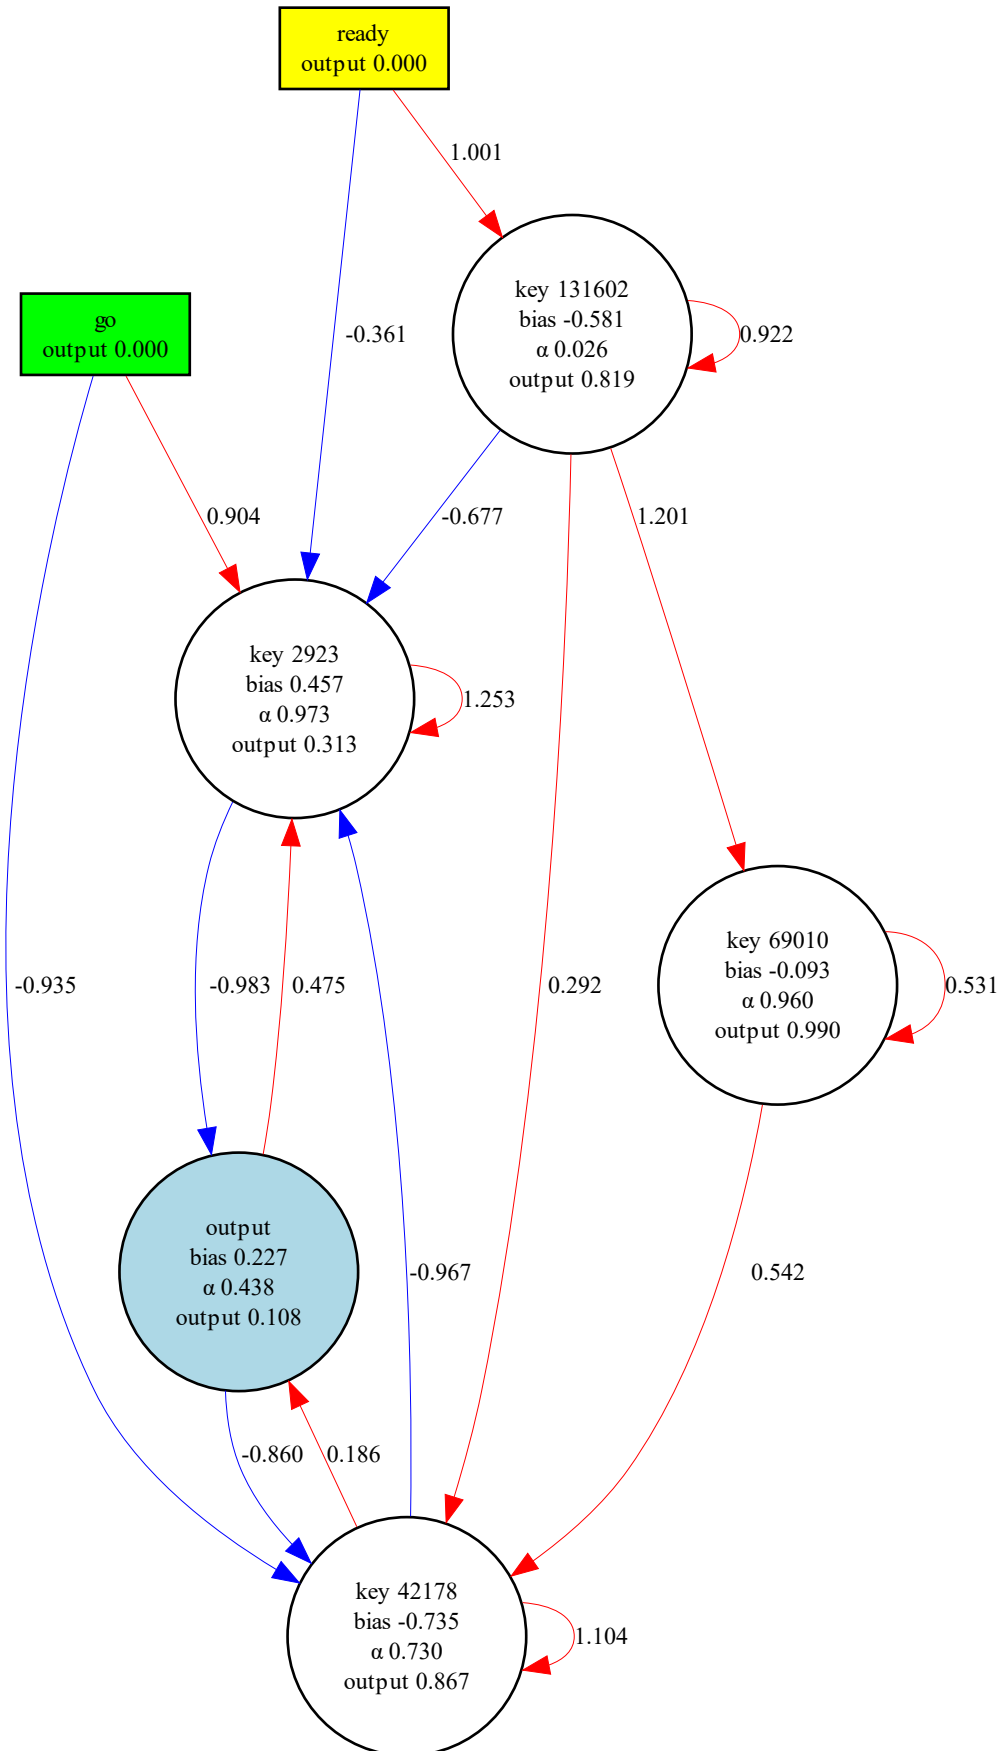 ready
output 0.000
1.001
key 131602
bias -0.581
α 0.026
output 0.819
0.922
go
output 0.000
-0.361
0.904
-0.677
1.201
key 2923
bias 0.457
α 0.973
output 0.313
1.253
key 69010
bias -0.093
α 0.960
output 0.990
0.531
-0.935
-0.983
0.475
0.292
output
bias 0.227
α 0.438
output 0.108
-0.967
0.542
-0.860
0.186
key 42178
bias -0.735
α 0.730
output 0.867
1.104